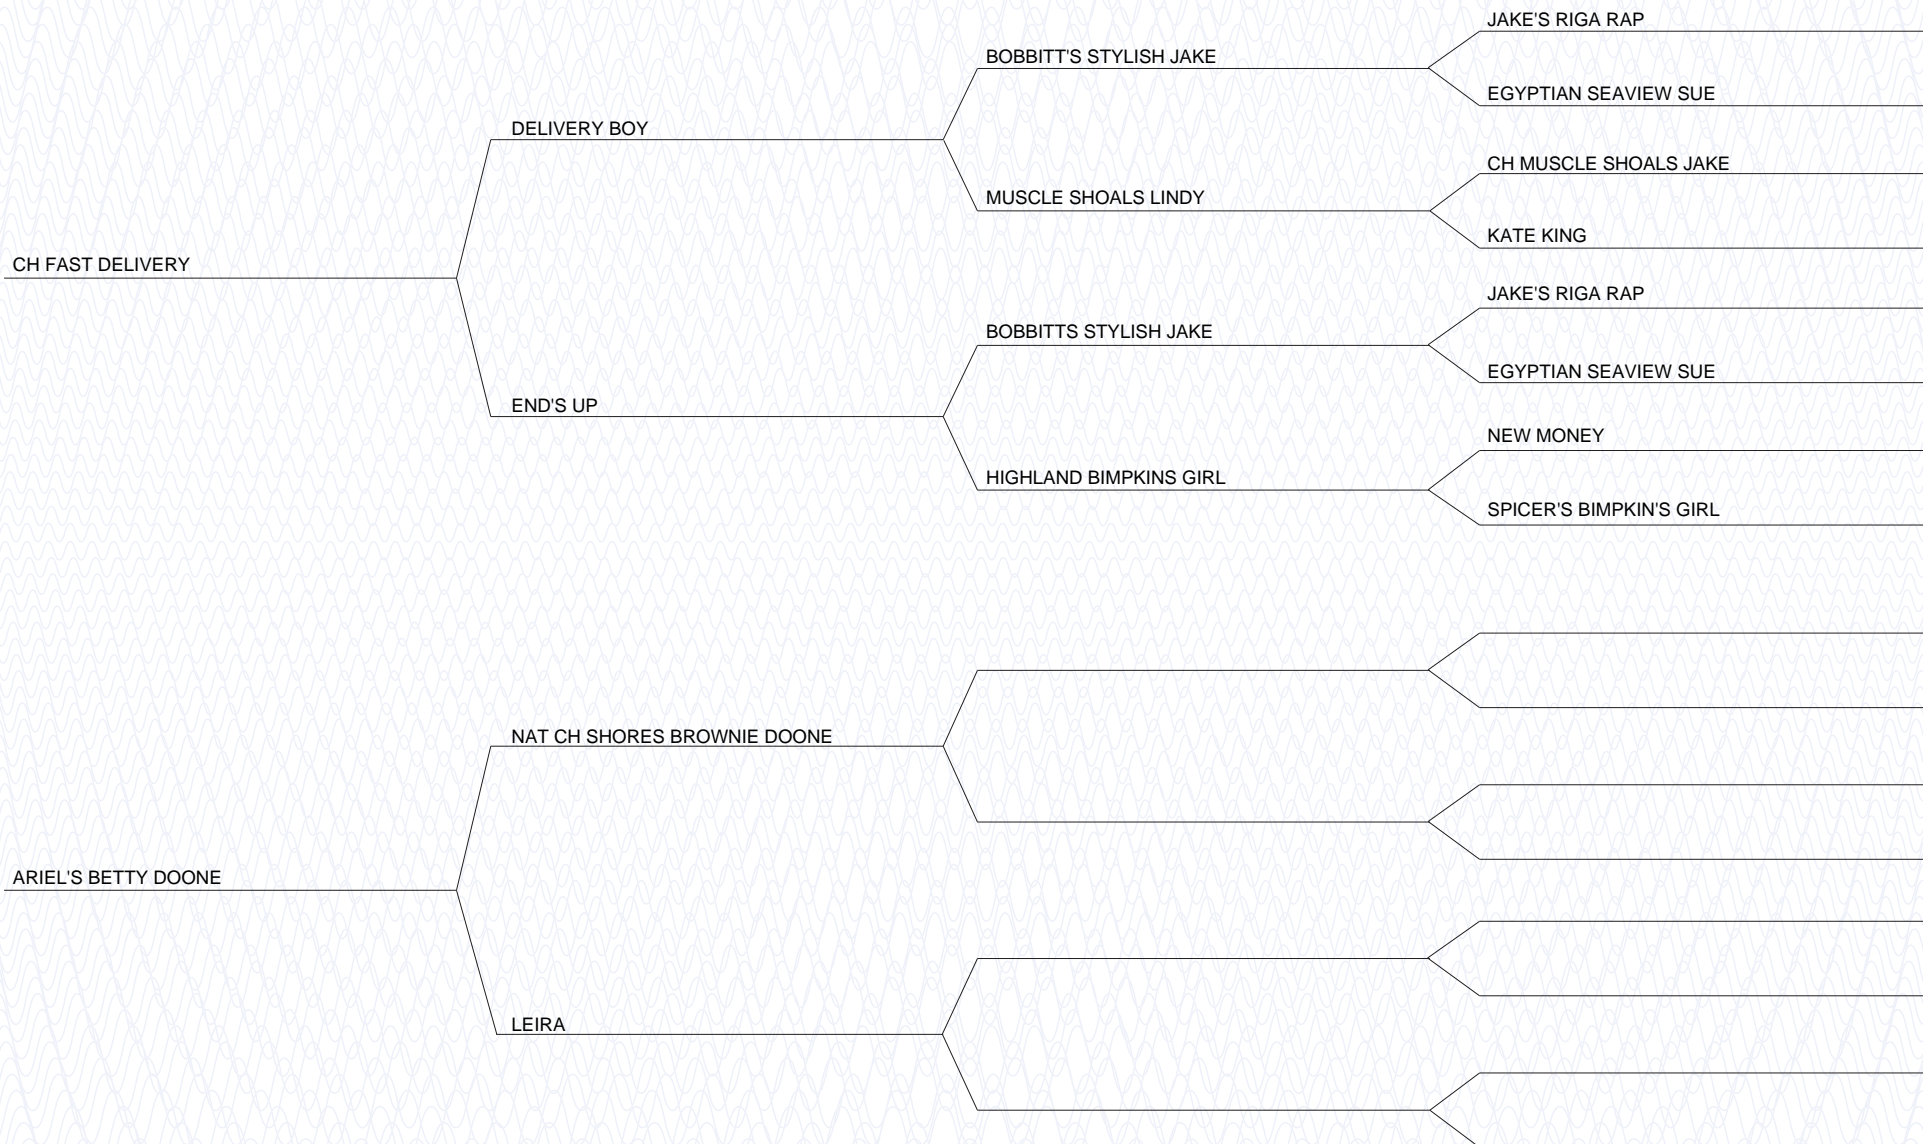 JAKE'S RIGA RAP
BOBBITT'S STYLISH JAKE
EGYPTIAN SEAVIEW SUE
DELIVERY BOY
CH MUSCLE SHOALS JAKE
MUSCLE SHOALS LINDY
KATE KING
CH FAST DELIVERY
JAKE'S RIGA RAP
BOBBITTS STYLISH JAKE
EGYPTIAN SEAVIEW SUE
END'S UP
NEW MONEY
HIGHLAND BIMPKINS GIRL
SPICER'S BIMPKIN'S GIRL
NAT CH SHORES BROWNIE DOONE
ARIEL'S BETTY DOONE
LEIRA